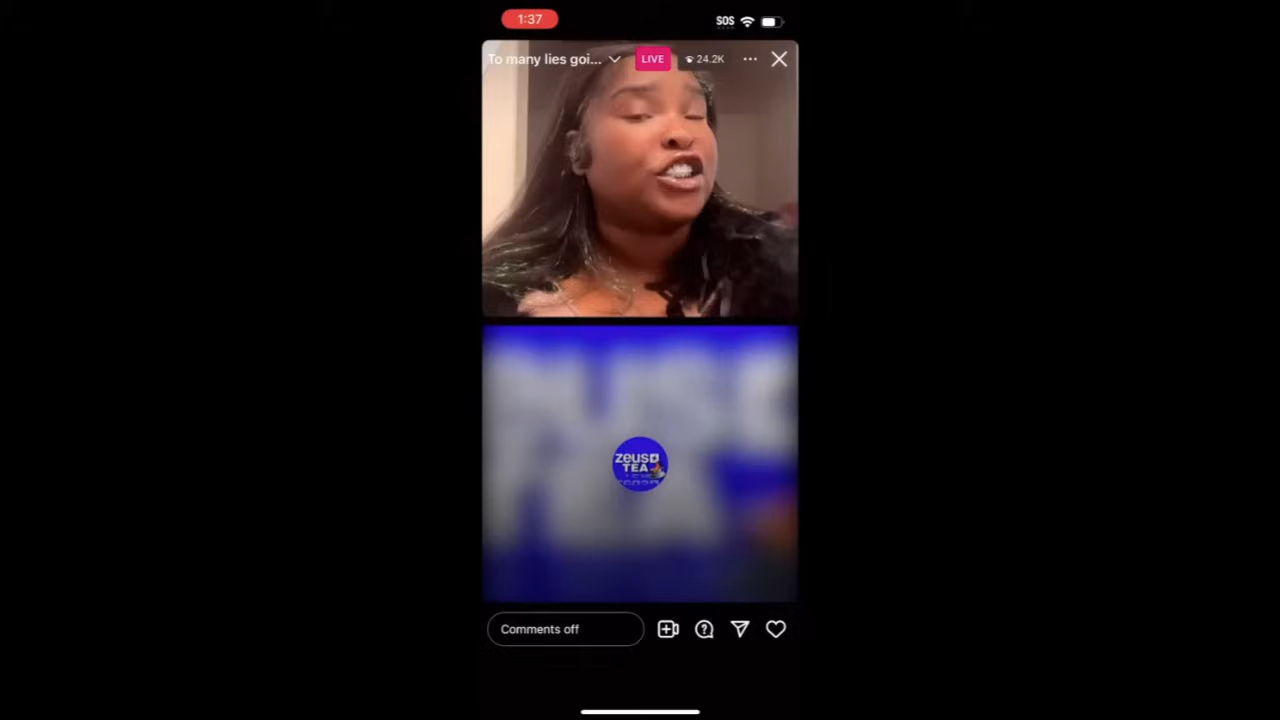 1:37
SOS
To many lies goi...
LIVE
24.2K
zeus
TEA
Comments off